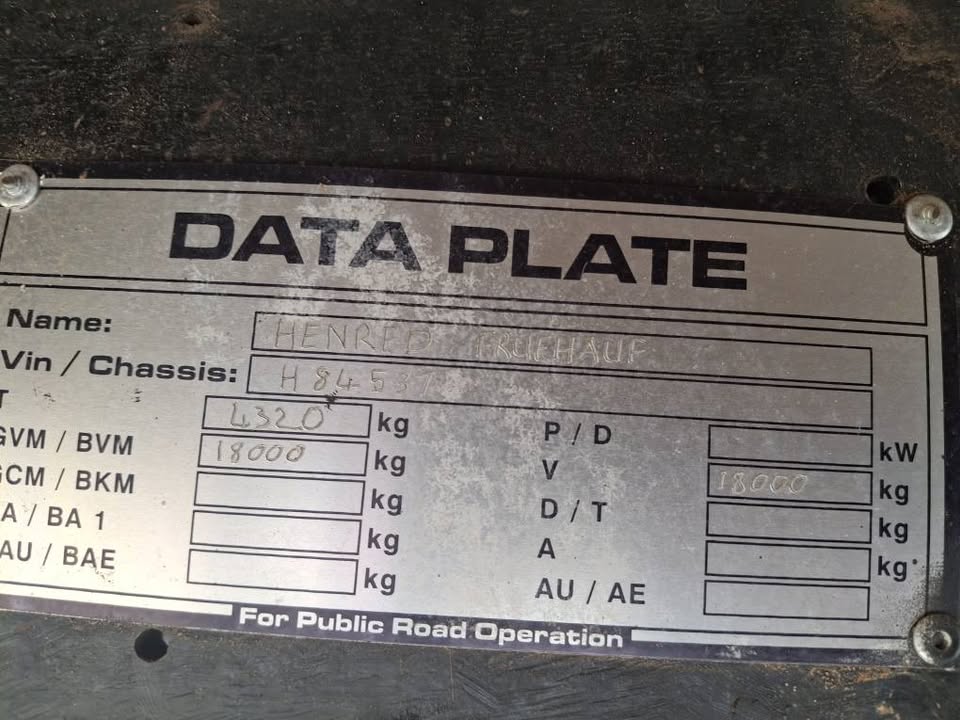 DATA PLATE
Name: HENRED FRUEHAUF
Vin / Chassis: H84537
T 4320 kg P / D kW
GVM / BVM 18000 kg V 18000 kg
GCM / BKM kg D / T kg
A / BA 1 kg A kg
AU / BAE kg AU / AE
For Public Road Operation